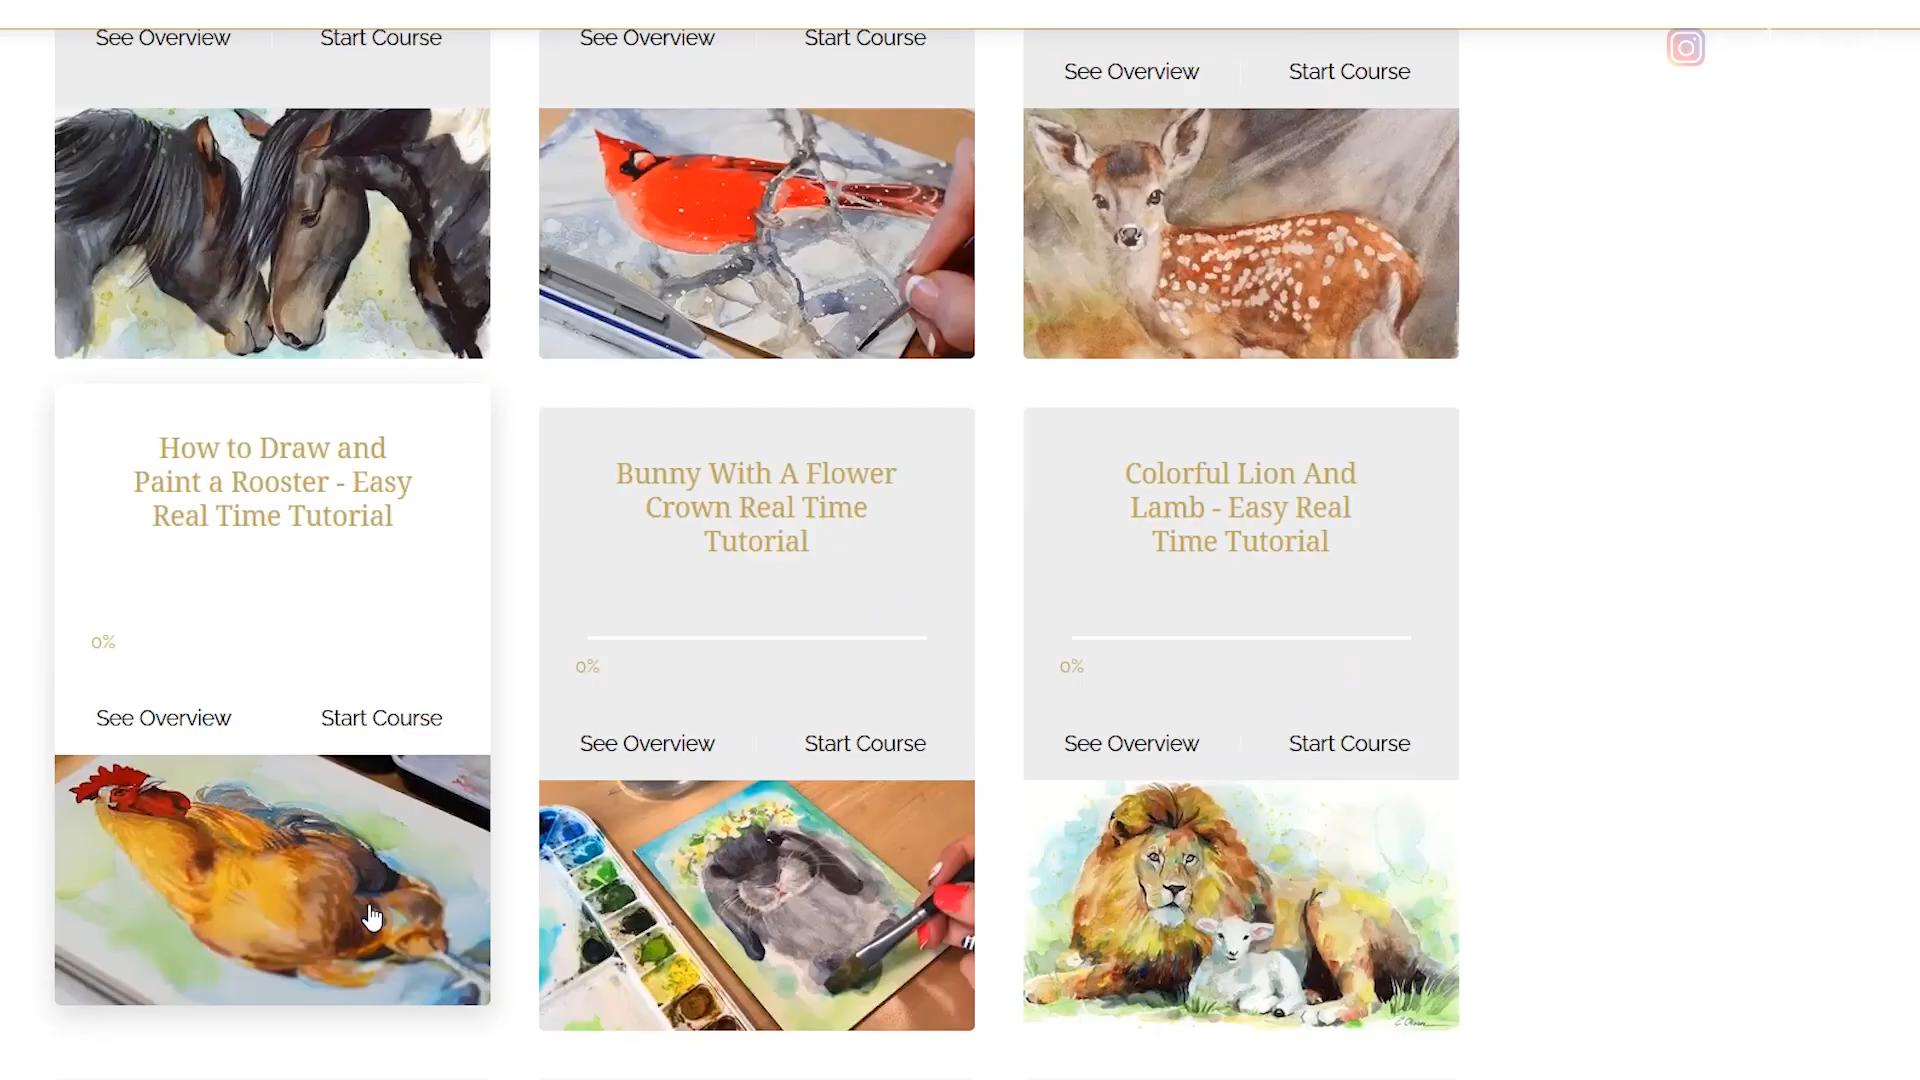 See Overview Start Course
See Overview Start Course
See Overview Start Course
How to Draw and
Paint a Rooster - Easy
Real Time Tutorial
0%
See Overview Start Course
Bunny With A Flower
Crown Real Time
Tutorial
0%
See Overview Start Course
Colorful Lion And
Lamb - Easy Real
Time Tutorial
0%
See Overview Start Course